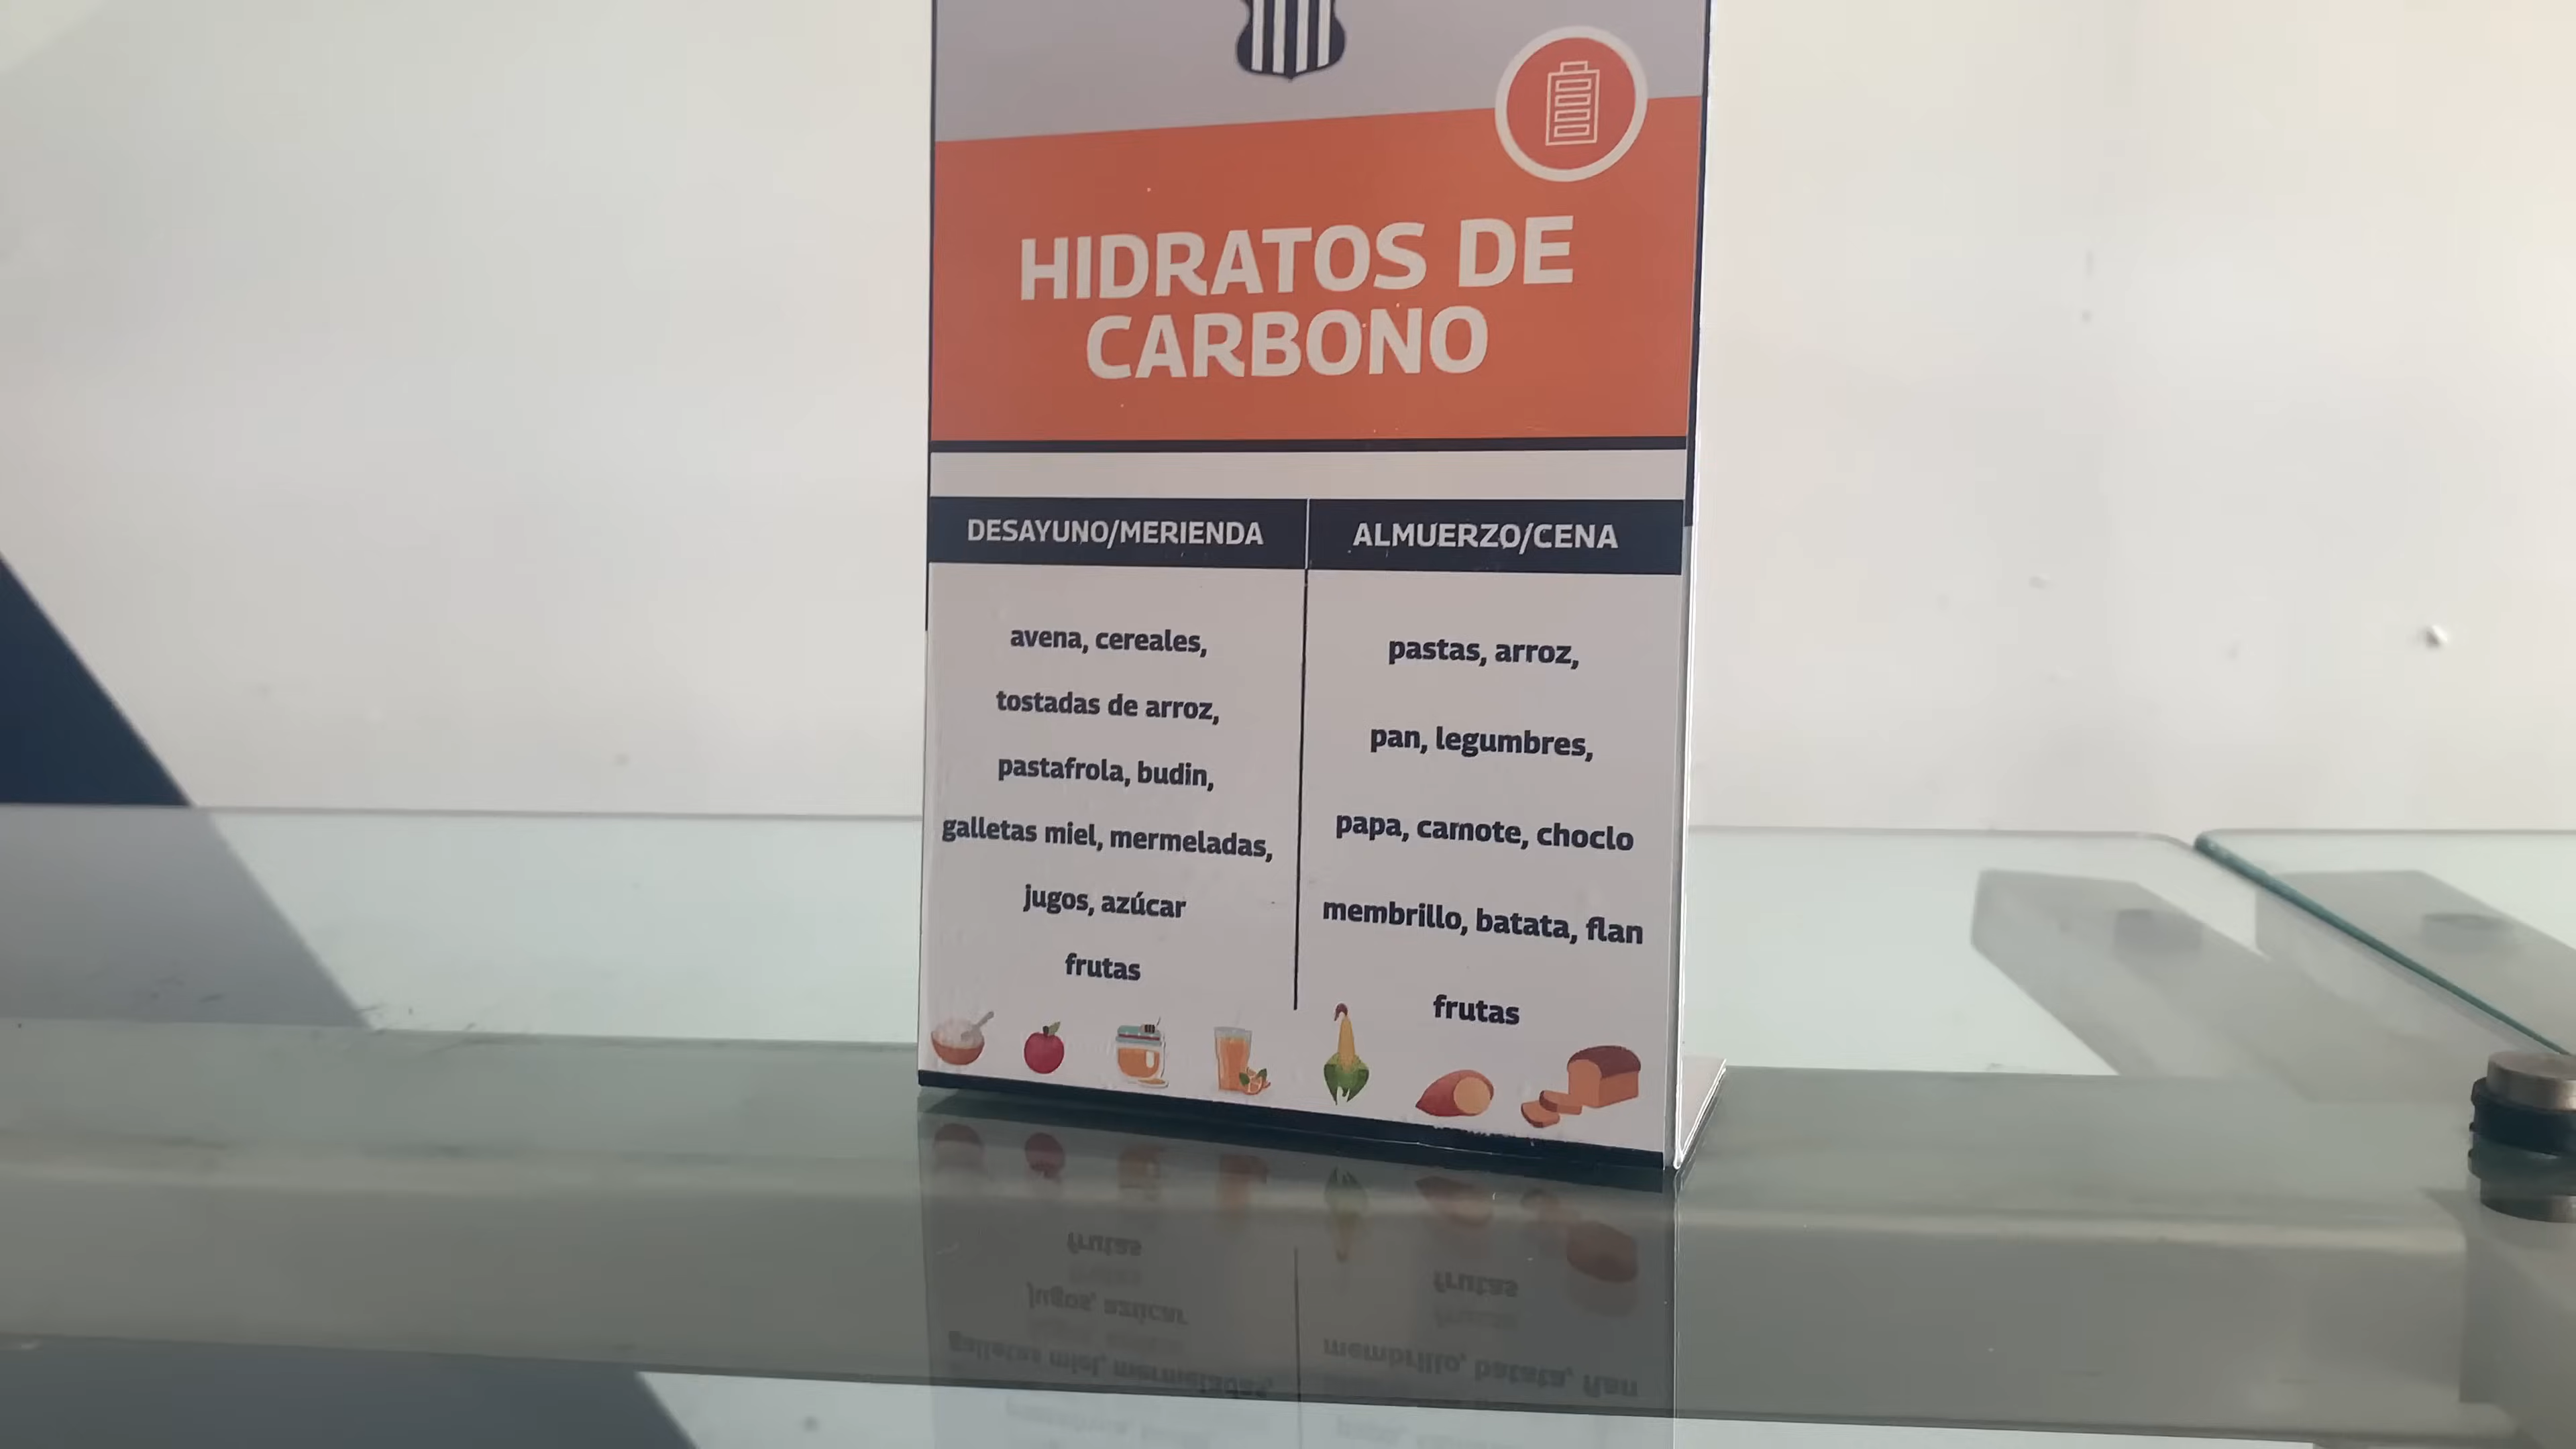 HIDRATOS DE
CARBONO
DESAYUNO/MERIENDA
avena, cereales,
tostadas de arroz,
pastafrola, budin,
galletas miel, mermeladas,
jugos, azúcar
frutas
ALMUERZO/CENA
pastas, arroz,
pan, legumbres,
papa, camote, choclo
membrillo, batata, flan
frutas